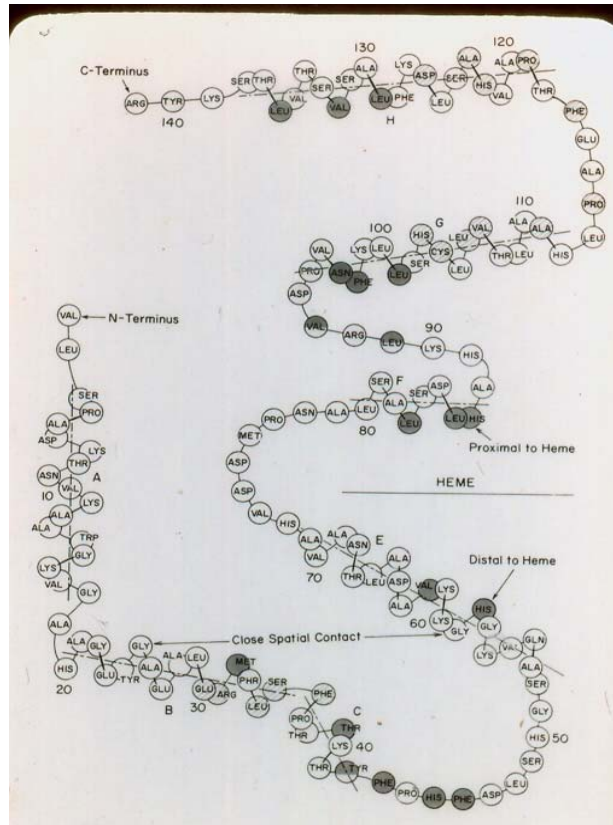 130
120
C-Terminus
ARG TYR LYS SER THR LEU VAL THR SER VAL SER ALA LEU PHE LYS ASP LEU SER ALA HIS VAL ALA PRO THR PHE GLU ALA PRO LEU
140
H
110
100
G
HIS ALA ALA LEU THR VAL LEU LEU CYS HIS SER LEU LEU LYS PHE ASN VAL PRO ASP
90
VAL ARG LEU LYS HIS ALA
N-Terminus
F
HIS LEU ASP SER LEU ALA SER LEU ALA ASN PRO MET ASP ASP VAL HIS
80
Proximal to Heme
HEME
ALA VAL ALA ASN THR LEU ALA ASP ALA VAL LYS LYS GLY HIS GLY LYS VAL GLN ALA SER GLY HIS SER LEU ASP PHE HIS PRO PHE TYR THR LYS THR THR PRO PHE
E
70
Distal to Heme
60
50
VAL LEU SER PRO ALA ASP LYS THR ASN VAL LYS ALA ALA TRP GLY LYS VAL GLY ALA HIS
A
10
Close Spatial Contact
20
ALA GLY GLU TYR GLY ALA GLU ALA LEU GLU ARG MET PHR LEU SER
B
30
C
40